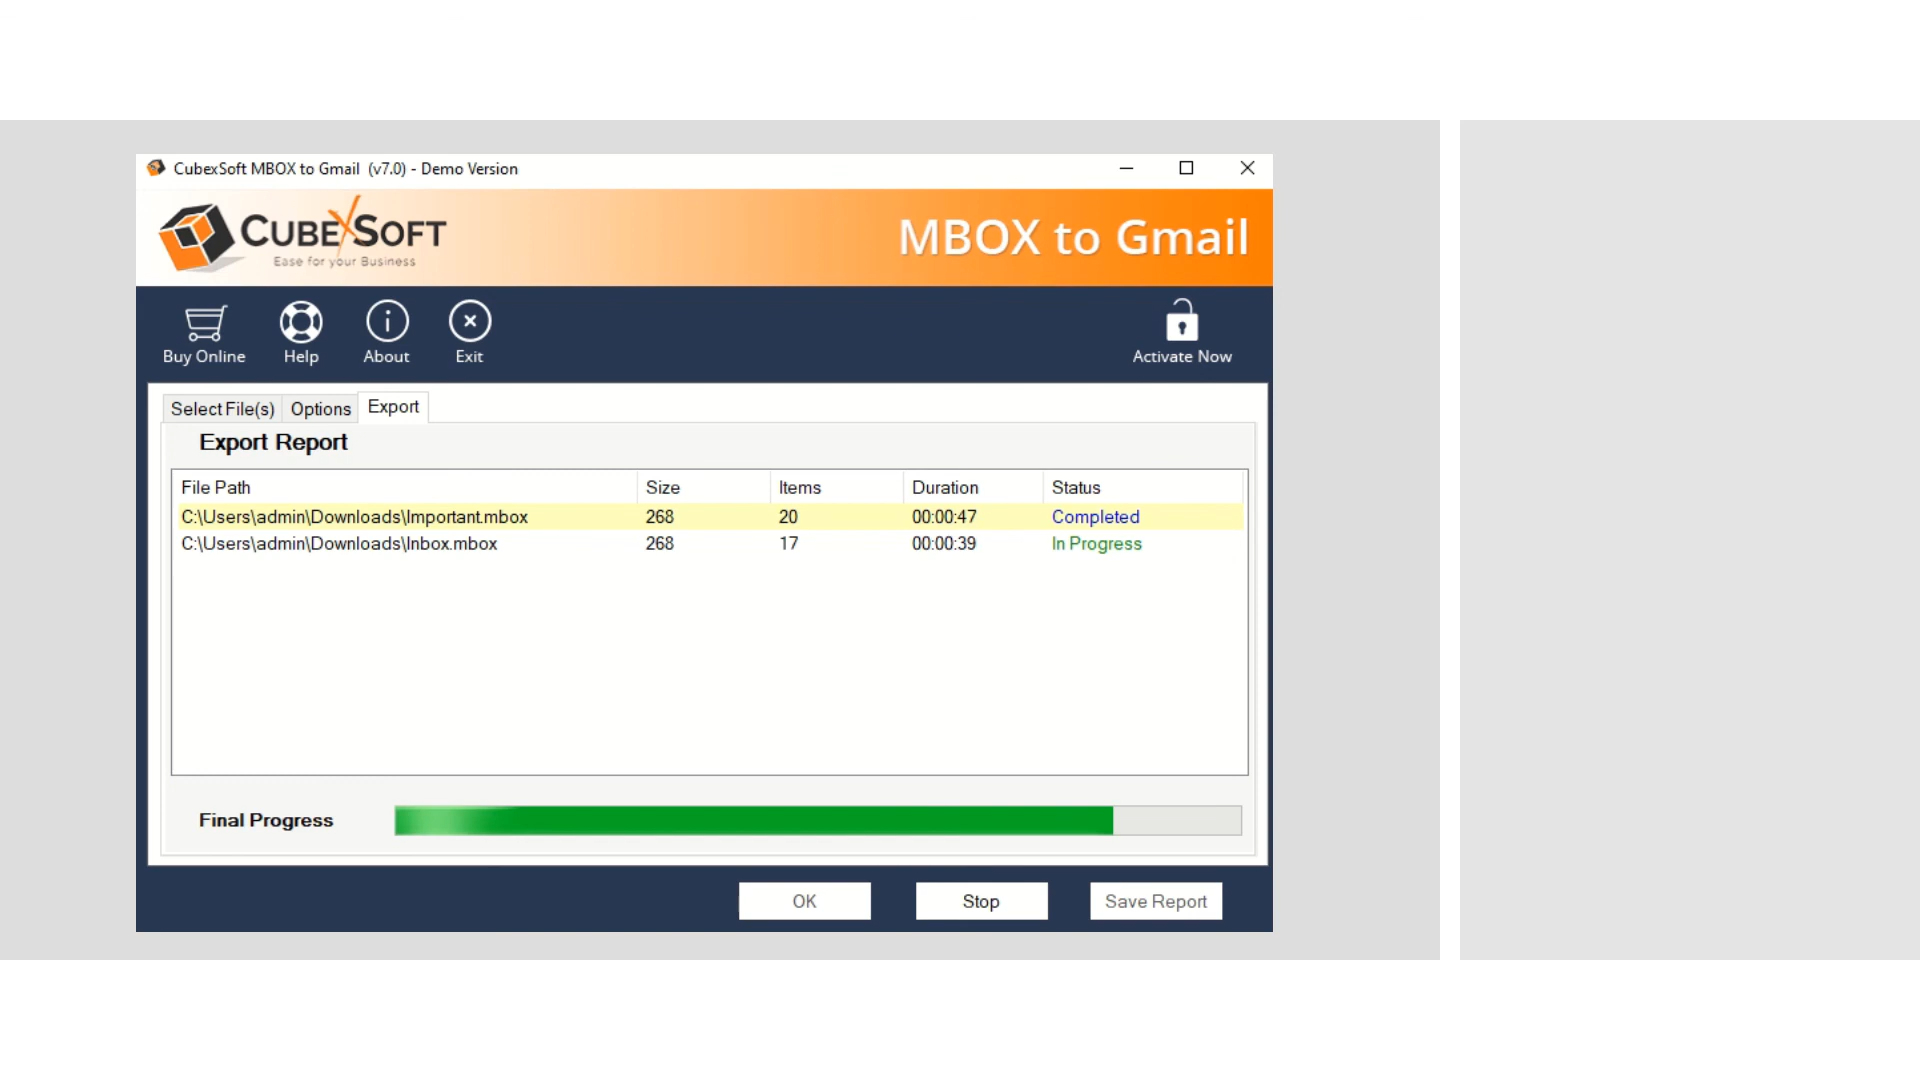 CubexSoft MBOX to Gmail (v7.0) - Demo Version
CUBEXSOFT
Ease for your Business
MBOX to Gmail
Buy Online Help About Exit Activate Now
Select File(s) Options Export
Export Report
File Path Size Items Duration Status
C:\Users\admin\Downloads\Important.mbox 268 20 00:00:47 Completed
C:\Users\admin\Downloads\Inbox.mbox 268 17 00:00:39 In Progress
Final Progress
OK Stop Save Report